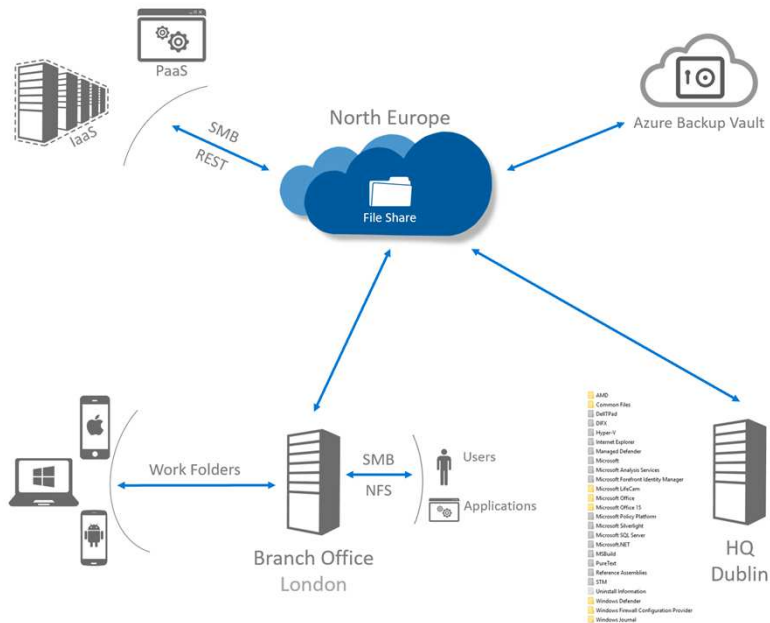 PaaS
IaaS
SMB
REST
North Europe
File Share
Azure Backup Vault
Work Folders
SMB
NFS
Users
Applications
Branch Office
London
AMD
Common Files
DellTPad
DIFX
Hyper-V
Internet Explorer
Managed Defender
Microsoft
Microsoft Analysis Services
Microsoft Forefront Identity Manager
Microsoft LifeCam
Microsoft Office
Microsoft Office 15
Microsoft Policy Platform
Microsoft Silverlight
Microsoft SQL Server
Microsoft.NET
MSBuild
PureText
Reference Assemblies
STM
Uninstall Information
Windows Defender
Windows Firewall Configuration Provider
Windows Journal
HQ
Dublin